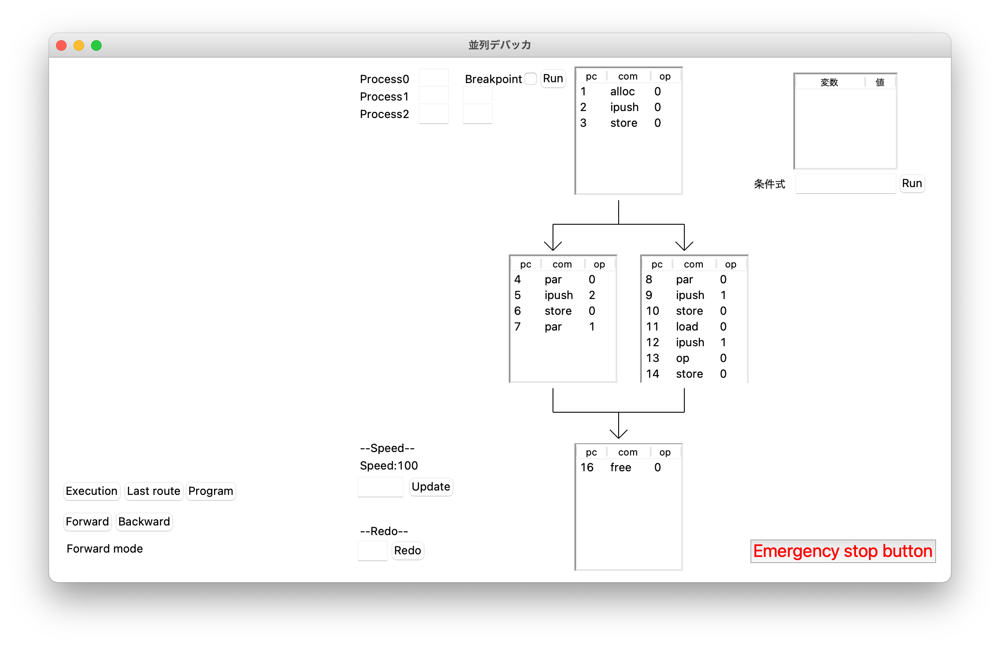 並列デバッカ
Process0
Breakpoint
Run
Process1
Process2
pc com op
1 alloc 0
2 ipush 0
3 store 0
変数 値
条件式
Run
pc com op
4 par 0
5 ipush 2
6 store 0
7 par 1
pc com op
8 par 0
9 ipush 1
10 store 0
11 load 0
12 ipush 1
13 op 0
14 store 0
pc com op
16 free 0
--Speed--
Speed:100
Update
Execution Last route Program
Forward Backward
Forward mode
--Redo--
Redo
Emergency stop button